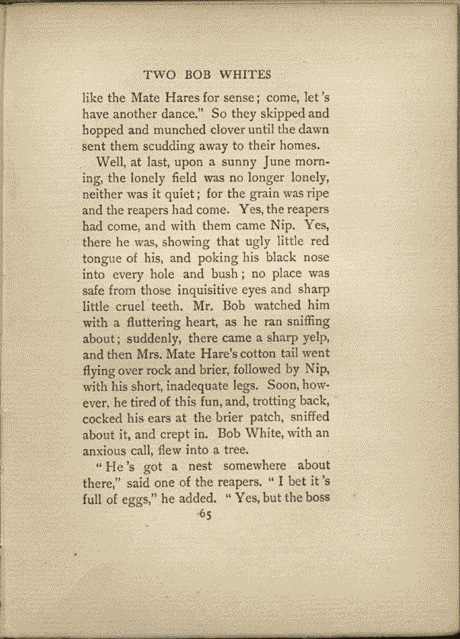 TWO BOB WHITES
like the Mate Hares for sense; come, let's
have another dance." So they skipped and
hopped and munched clover until the dawn
sent them scudding away to their homes.
Well, at last, upon a sunny June morn-
ing, the lonely field was no longer lonely,
neither was it quiet; for the grain was ripe
and the reapers had come. Yes, the reapers
had come, and with them came Nip. Yes,
there he was, showing that ugly little red
tongue of his, and poking his black nose
into every hole and bush; no place was
safe from those inquisitive eyes and sharp
little cruel teeth. Mr. Bob watched him
with a fluttering heart, as he ran sniffing
about; suddenly, there came a sharp yelp,
and then Mrs. Mate Hare's cotton tail went
flying over rock and brier, followed by Nip,
with his short, inadequate legs. Soon, how-
ever, he tired of this fun, and, trotting back,
cocked his ears at the brier patch, sniffed
about it, and crept in. Bob White, with an
anxious call, flew into a tree.
"He's got a nest somewhere about
there," said one of the reapers. "I bet it's
full of eggs," he added. "Yes, but the boss
65